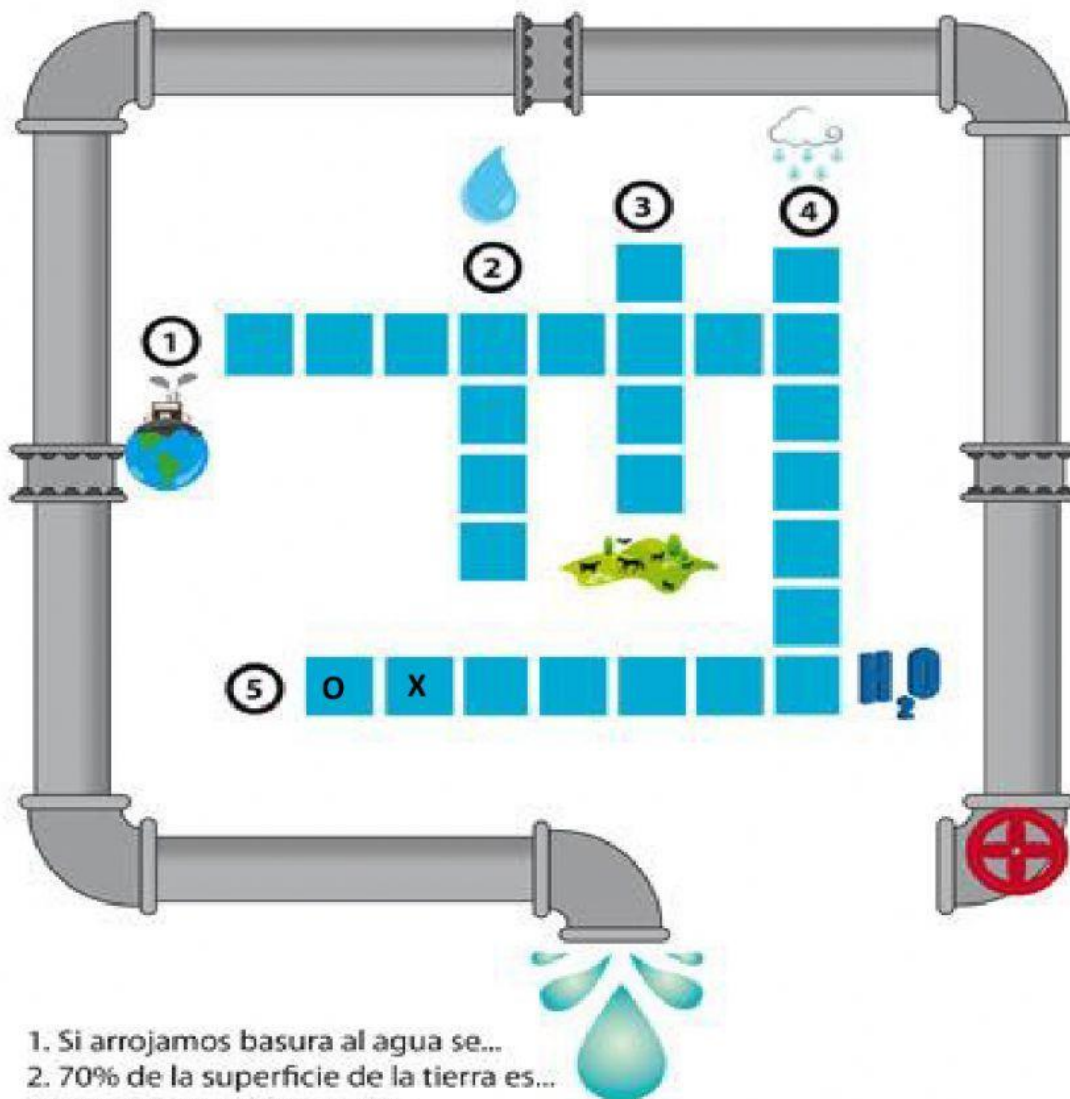 3
4
2
1
5
O X
H2O
1. Si arrojamos basura al agua se...
2. 70% de la superficie de la tierra es...